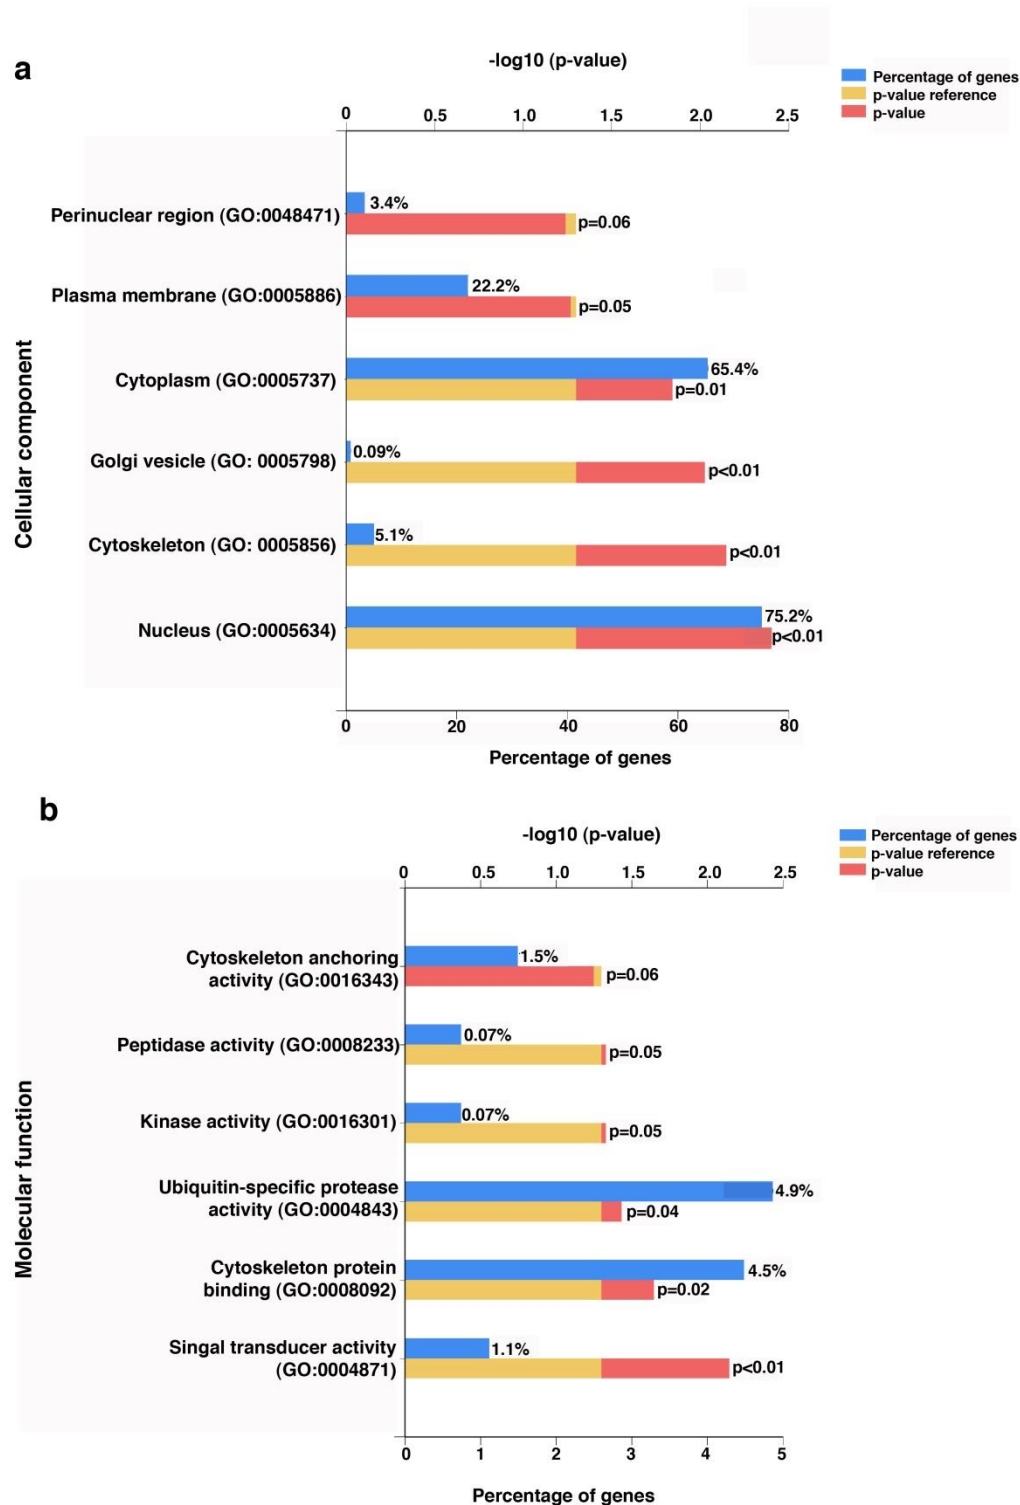 a
-log10 (p-value)
Percentage of genes
p-value reference
p-value
0 0.5 1.0 1.5 2.0 2.5
Cellular component
Perinuclear region (GO:0048471)
3.4%
p=0.06
Plasma membrane (GO:0005886)
22.2%
p=0.05
Cytoplasm (GO:0005737)
65.4%
p=0.01
Golgi vesicle (GO: 0005798)
0.09%
p<0.01
Cytoskeleton (GO: 0005856)
5.1%
p<0.01
Nucleus (GO:0005634)
75.2%
p<0.01
0 20 40 60 80
Percentage of genes
b
-log10 (p-value)
Percentage of genes
p-value reference
p-value
0 0.5 1.0 1.5 2.0 2.5
Molecular function
Cytoskeleton anchoring
activity (GO:0016343)
1.5%
p=0.06
Peptidase activity (GO:0008233)
0.07%
p=0.05
Kinase activity (GO:0016301)
0.07%
p=0.05
Ubiquitin-specific protease
activity (GO:0004843)
4.9%
p=0.04
Cytoskeleton protein
binding (GO:0008092)
4.5%
p=0.02
Singal transducer activity
(GO:0004871)
1.1%
p<0.01
0 1 2 3 4 5
Percentage of genes